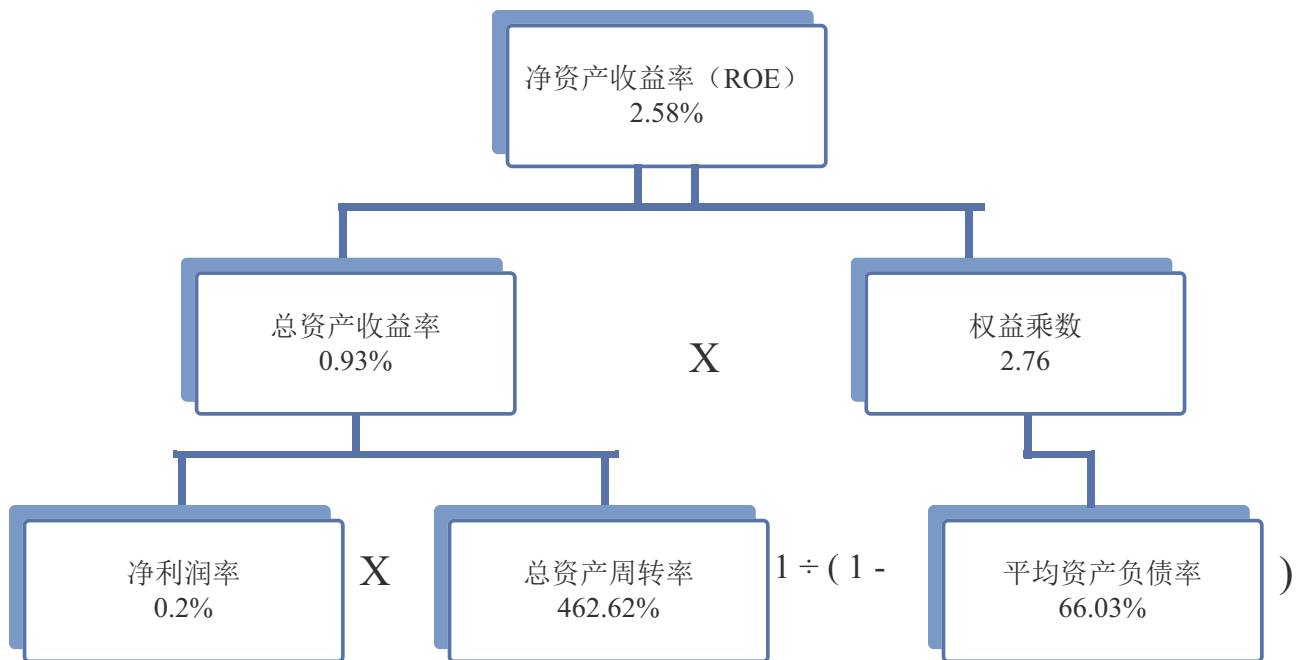 净资产收益率（ROE）
2.58%
总资产收益率
0.93%
X
权益乘数
2.76
净利润率
0.2%
X
总资产周转率
462.62%
1 ÷ ( 1 -
平均资产负债率
66.03%
)